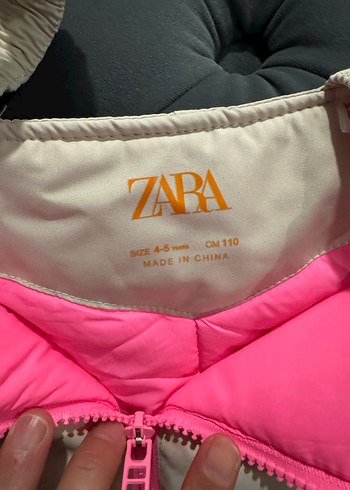 ZARA
SIZE 4-5 YEARS CM 110
MADE IN CHINA